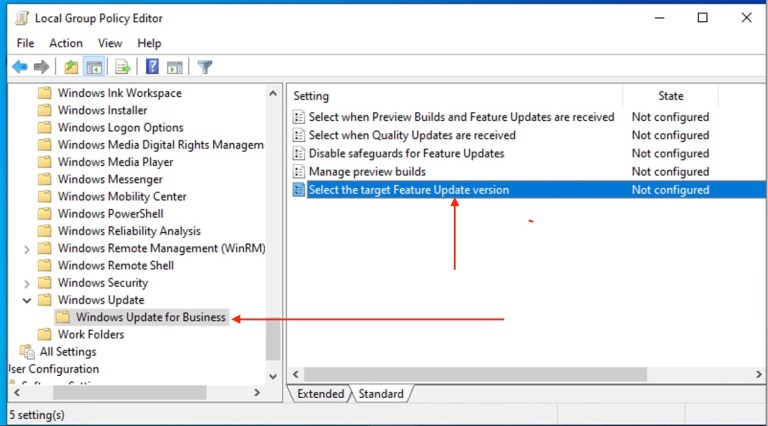 Local Group Policy Editor
File Action View Help
Windows Ink Workspace
Windows Installer
Windows Logon Options
Windows Media Digital Rights Managem
Windows Media Player
Windows Messenger
Windows Mobility Center
Windows PowerShell
Windows Reliability Analysis
Windows Remote Management (WinRM)
Windows Remote Shell
Windows Security
Windows Update
Windows Update for Business
Work Folders
All Settings
ser Configuration
Setting State
Select when Preview Builds and Feature Updates are received Not configured
Select when Quality Updates are received Not configured
Disable safeguards for Feature Updates Not configured
Manage preview builds Not configured
Select the target Feature Update version Not configured
Extended Standard
5 setting(s)